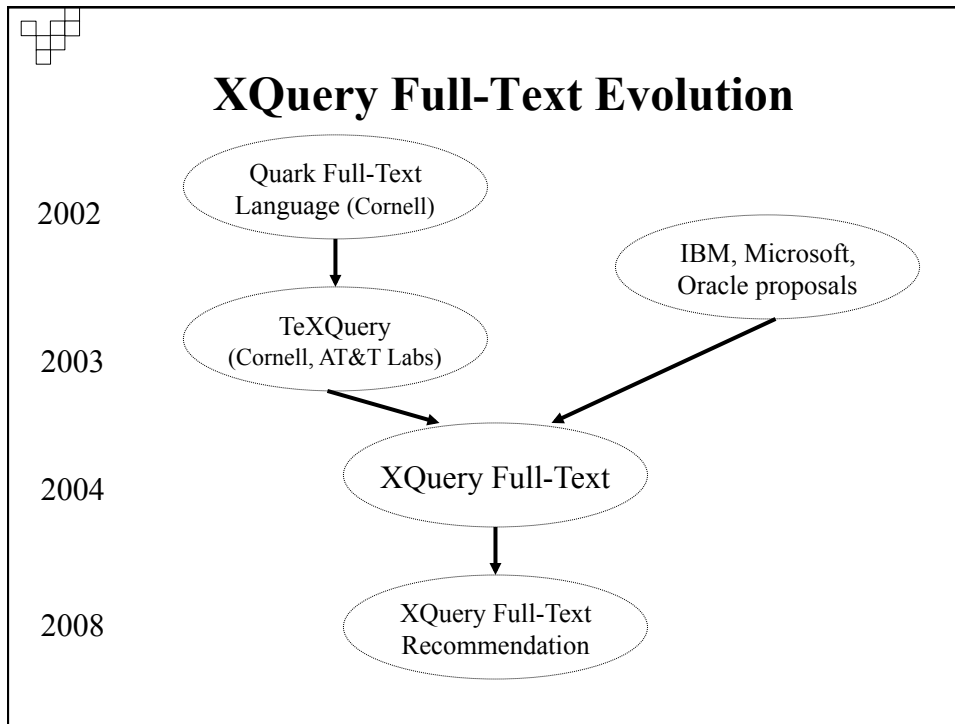 XQuery Full-Text Evolution
2002
Quark Full-Text
Language (Cornell)
IBM, Microsoft,
Oracle proposals
2003
TeXQuery
(Cornell, AT&T Labs)
2004
XQuery Full-Text
2008
XQuery Full-Text
Recommendation